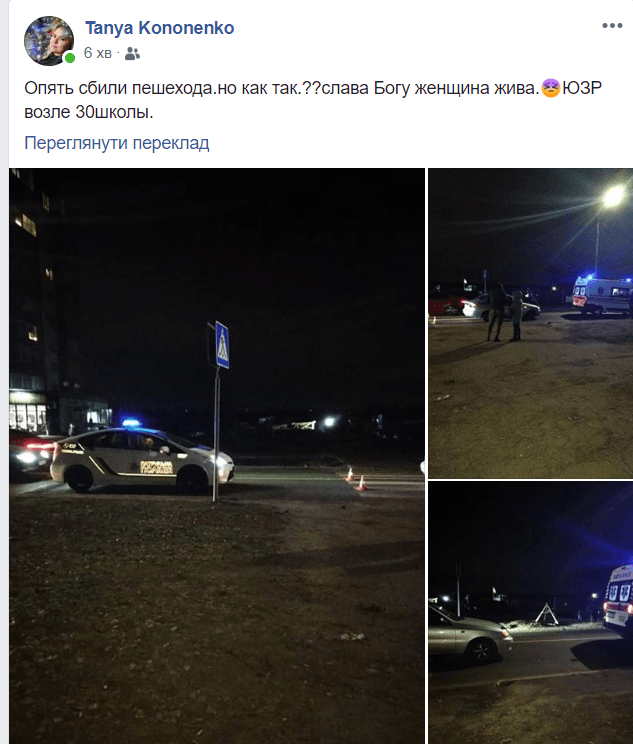 Tanya Kononenko
6 хв ·
Опять сбили пешехода.но как так.??слава Богу женщина жива.😖ЮЗР
возле 30школы.
Переглянути переклад